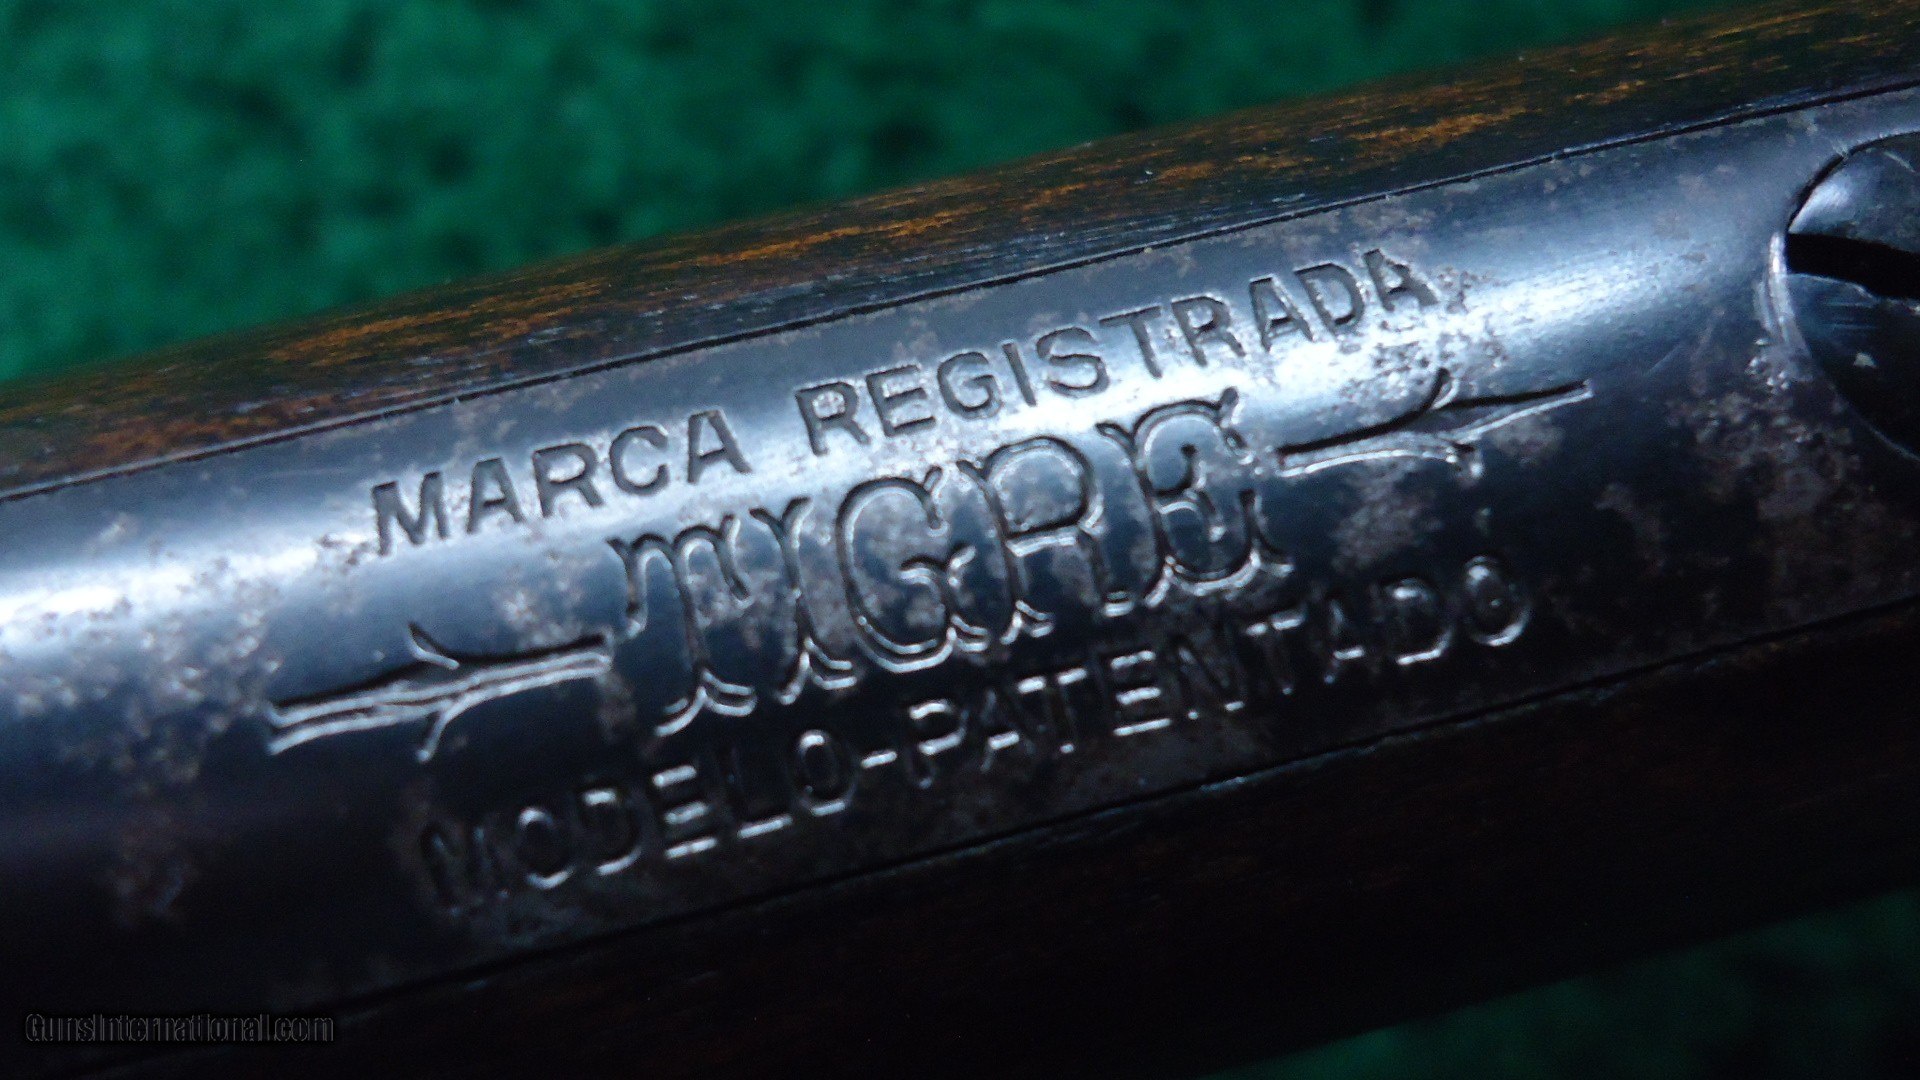 MARCA REGISTRADA
TIGRE
MODELO-PATENTADO
GunsInternational.com